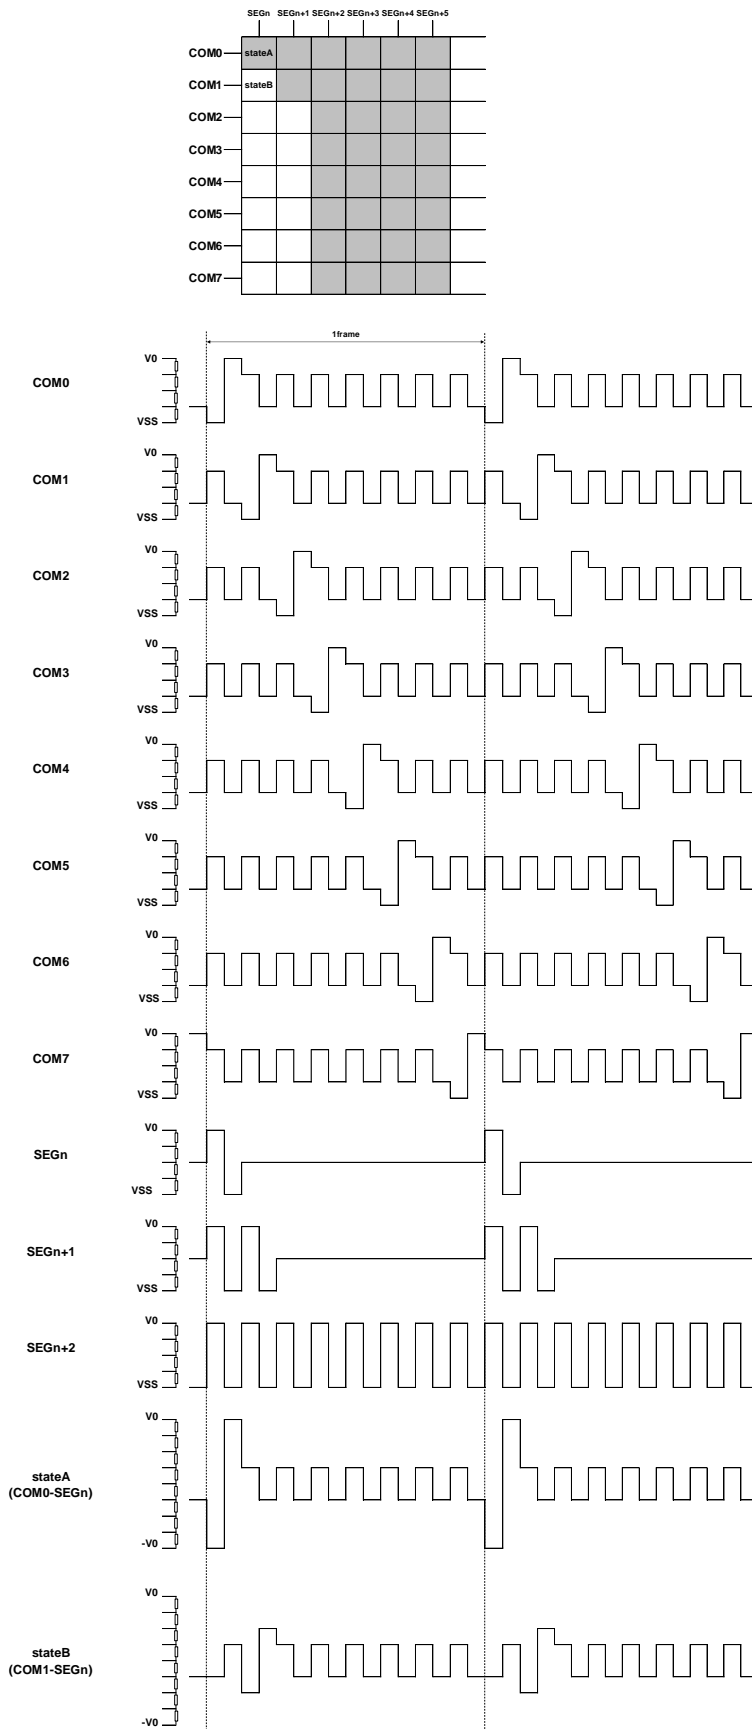 SEGn SEGn+1 SEGn+2 SEGn+3 SEGn+4 SEGn+5
COM0 stateA
COM1 stateB
COM2
COM3
COM4
COM5
COM6
COM7
1frame
V0
COM0
VSS
V0
COM1
VSS
V0
COM2
VSS
V0
COM3
VSS
V0
COM4
VSS
V0
COM5
VSS
V0
COM6
VSS
V0
COM7
VSS
V0
SEGn
VSS
V0
SEGn+1
VSS
V0
SEGn+2
VSS
V0
stateA
(COM0-SEGn)
-V0
V0
stateB
(COM1-SEGn)
-V0